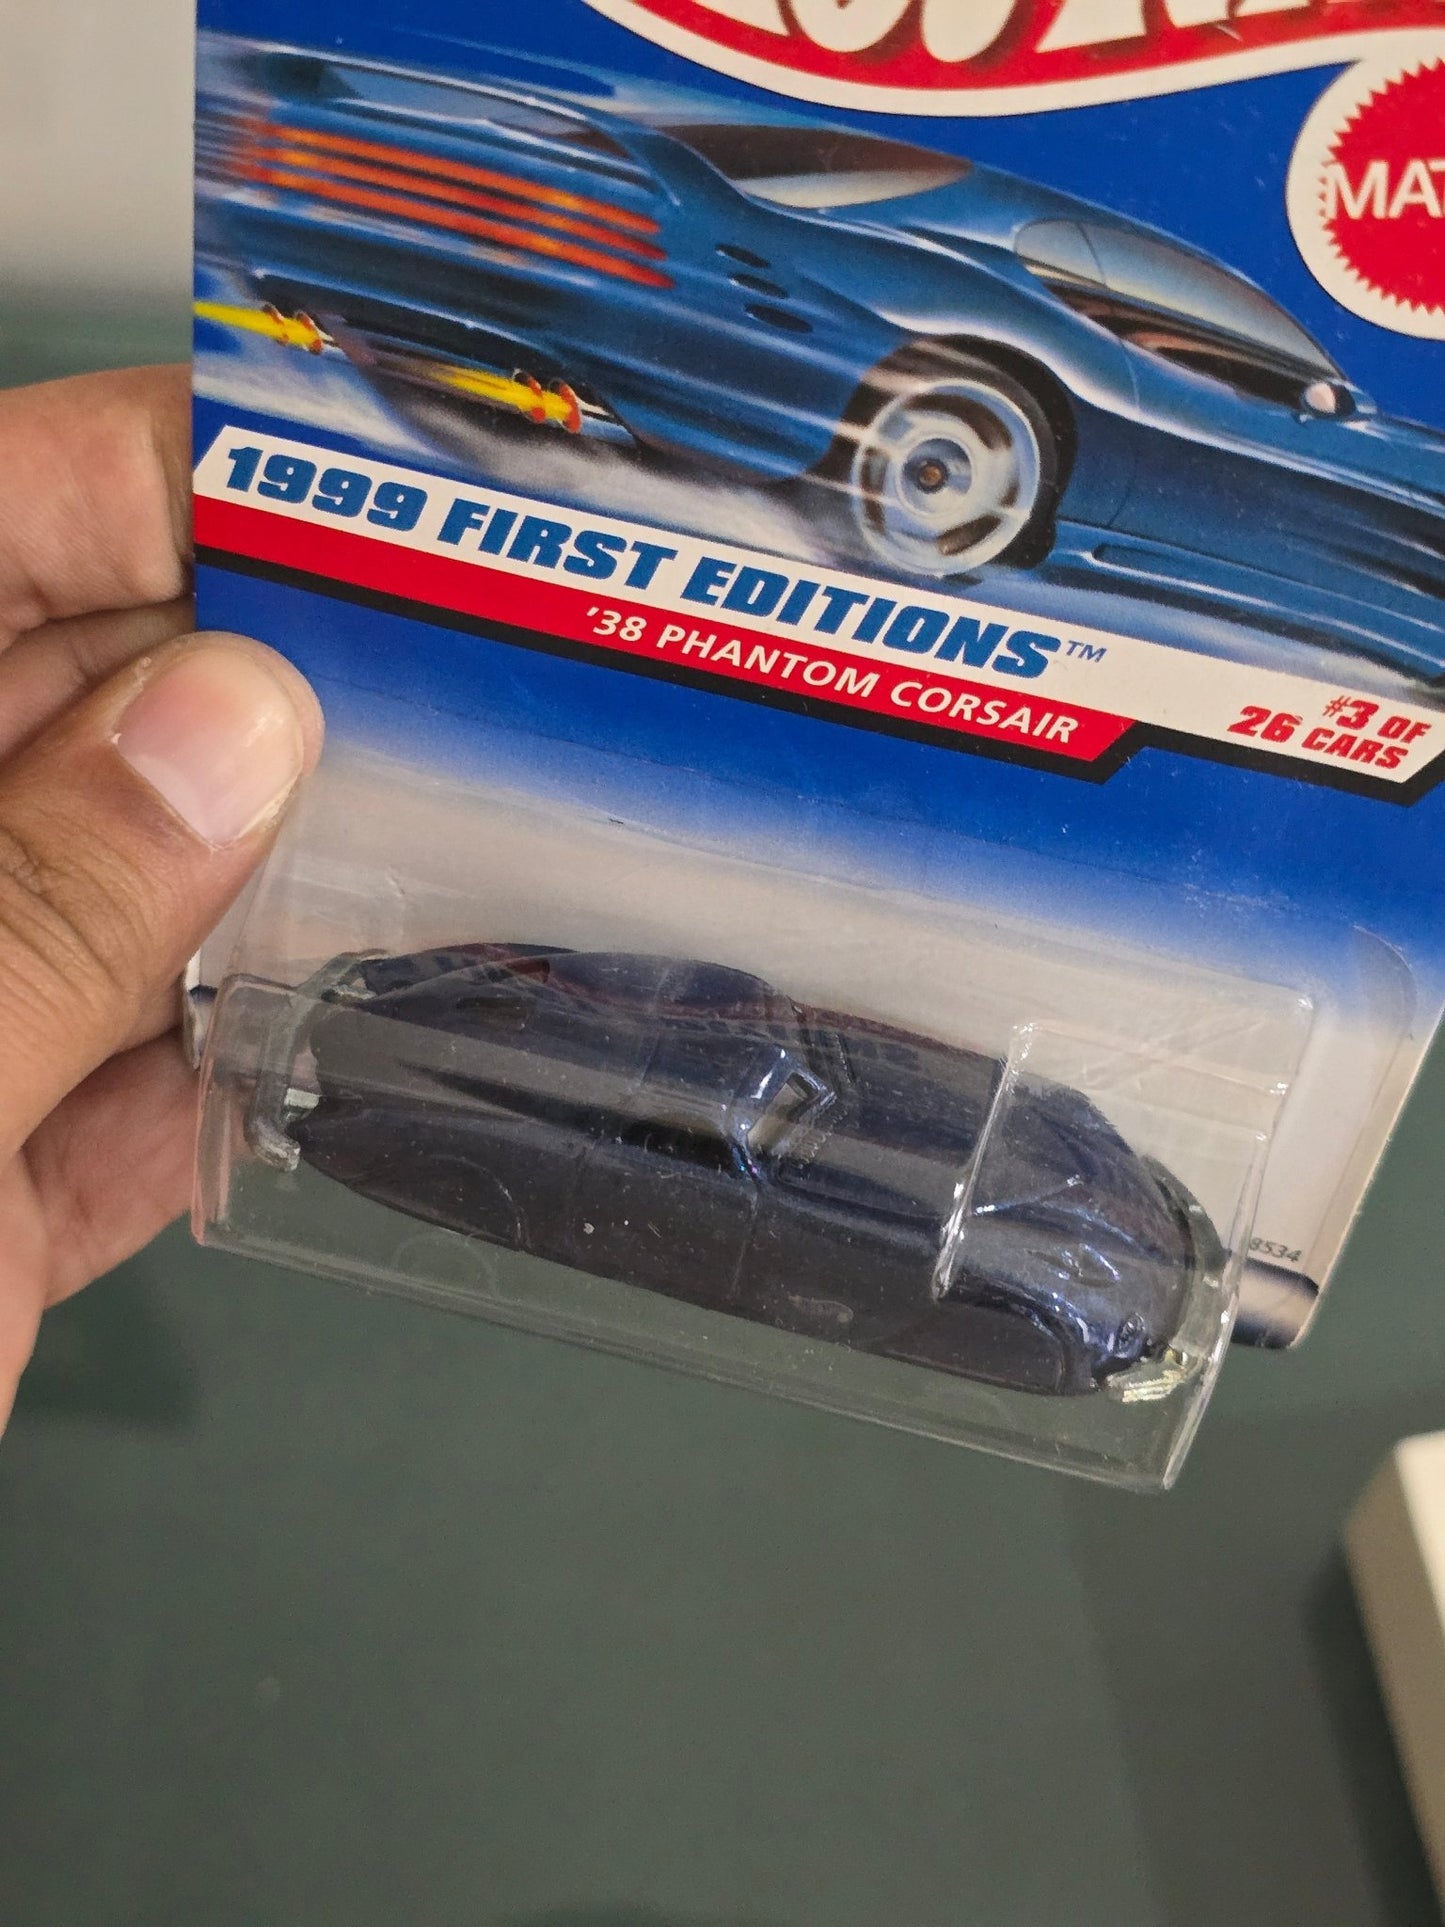 1999 FIRST EDITIONS™
'38 PHANTOM CORSAIR
#3 OF
26 CARS
8534